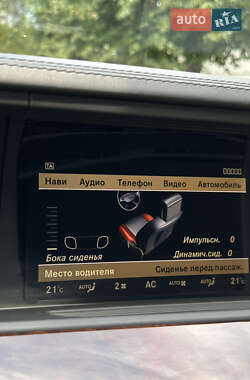 auto RIA
TA
Нави Аудио Телефон Видео Автомобиль
Импульсн. 0
Динамич.сид. 0
Бока сиденья
Место водителя Сиденье перед.пассаж.
21°C AUTO 2 AC AUTO 21°C